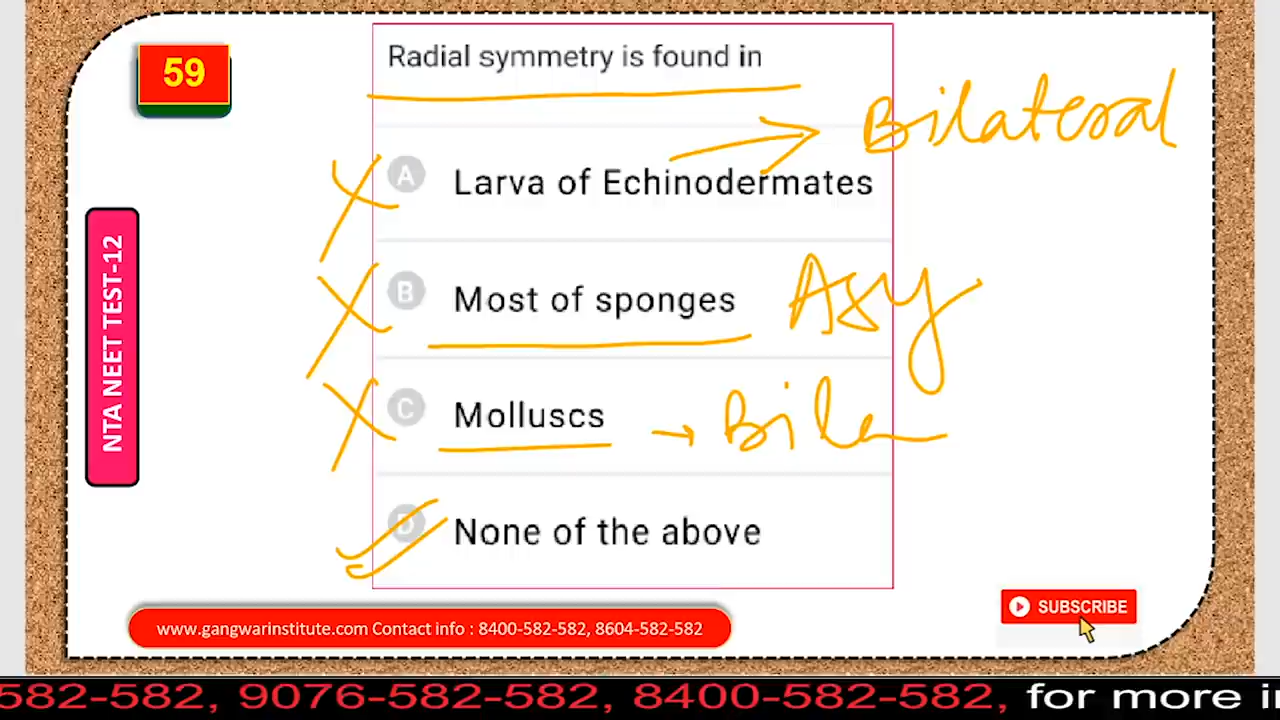 59
Radial symmetry is found in
Bilateral
A Larva of Echinodermates
B Most of sponges Asy
C Molluscs → Bila
D None of the above
NTA NEET TEST-12
SUBSCRIBE
www.gangwarinstitute.com Contact info : 8400-582-582, 8604-582-582
582-582, 9076-582-582, 8400-582-582, for more i